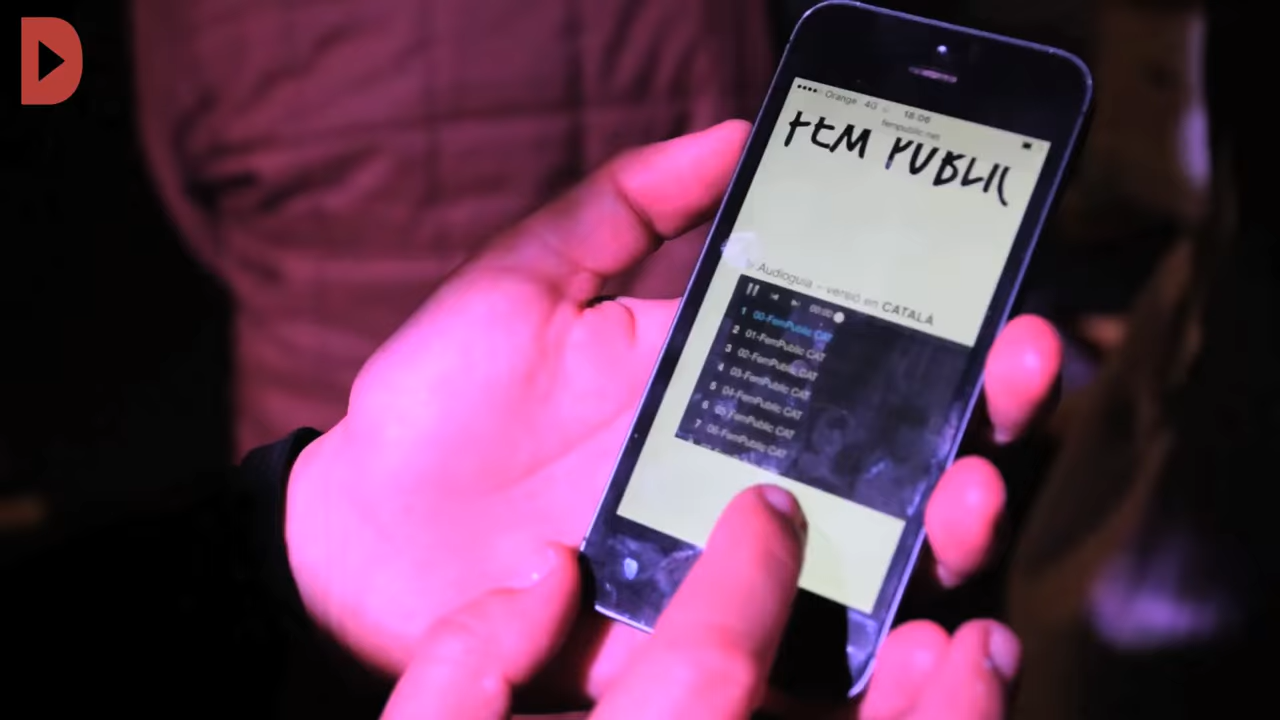 D
Orange 4G 18:06
fempublic.net
FEM PUBLIC
Audioguia - versió en CATALÀ
00:00
1 00-FemPublic CAT
2 01-FemPublic CAT
3 02-FemPublic CAT
4 03-FemPublic CAT
5 04-FemPublic CAT
6 05-FemPublic CAT
7 06-FemPublic CAT